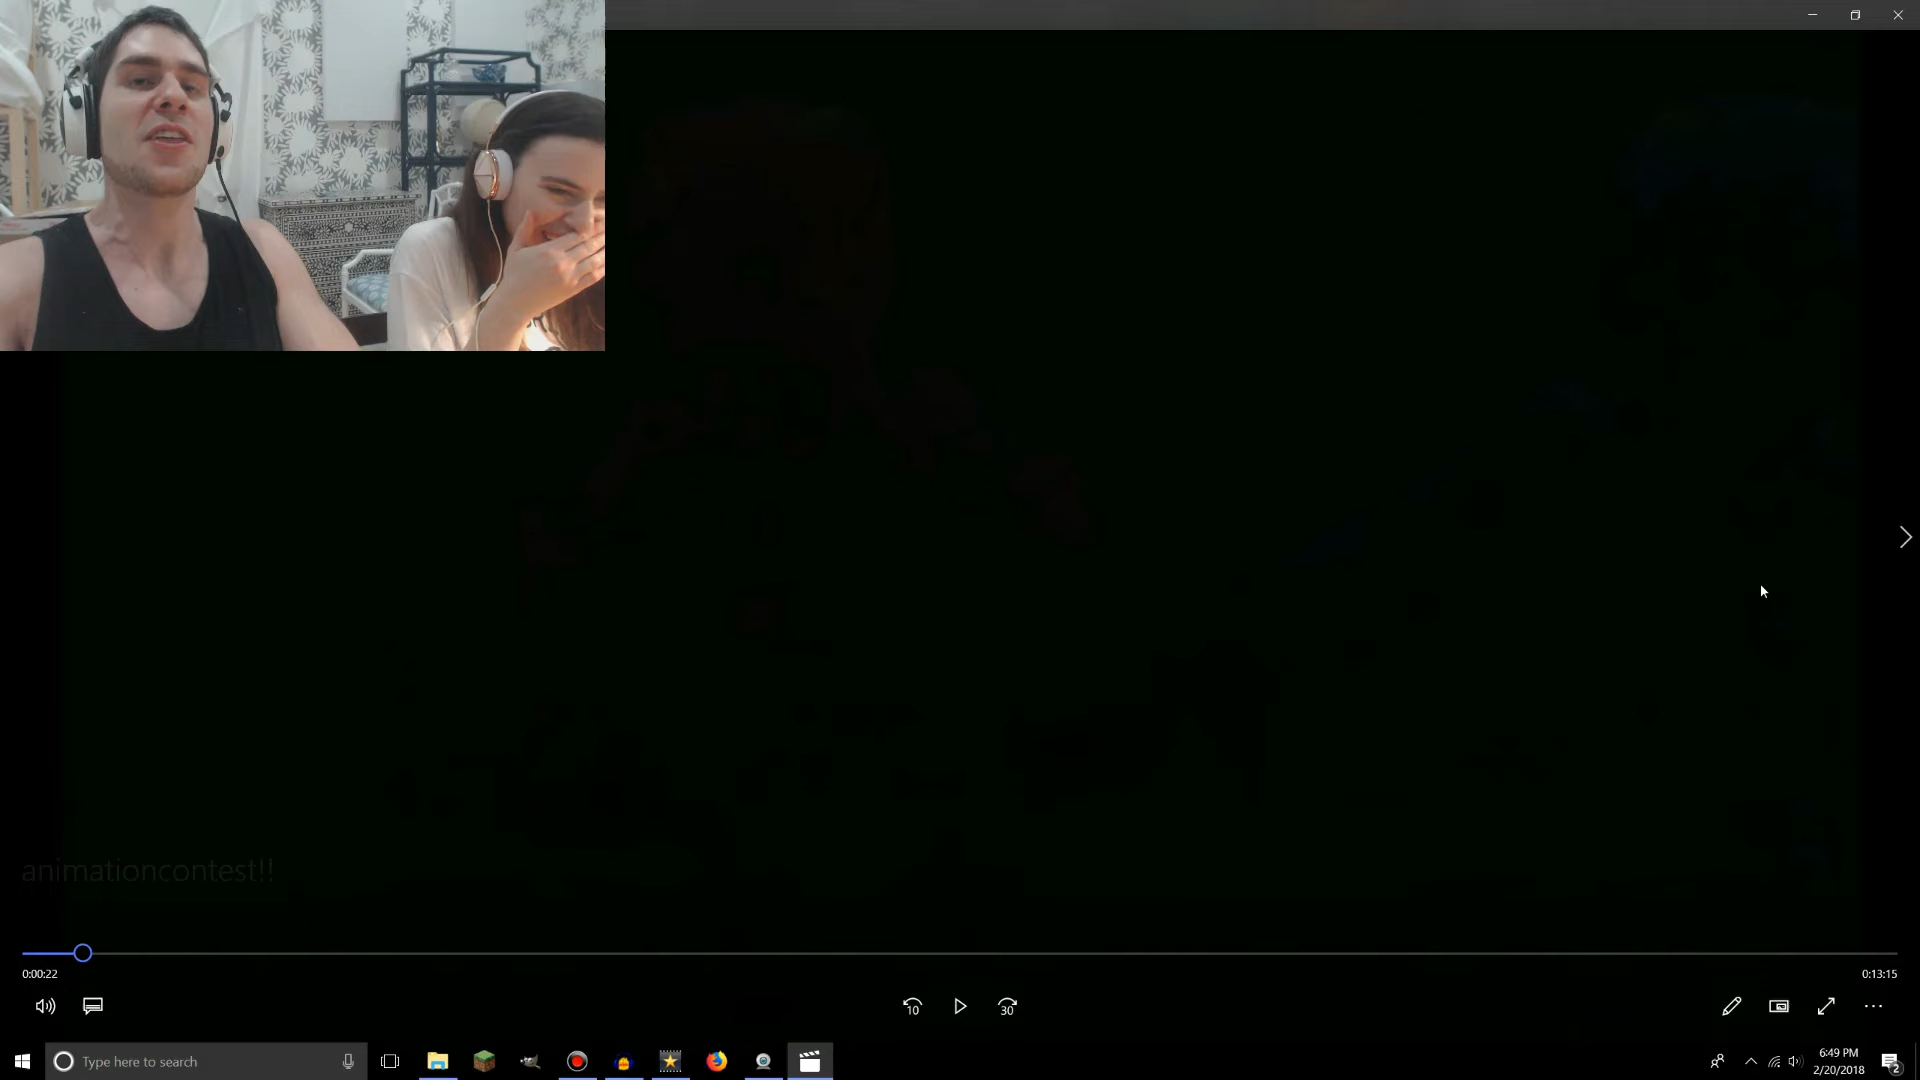 animationcontest!!
0:00:22
0:13:15
10
30
Type here to search
6:49 PM
2/20/2018
2